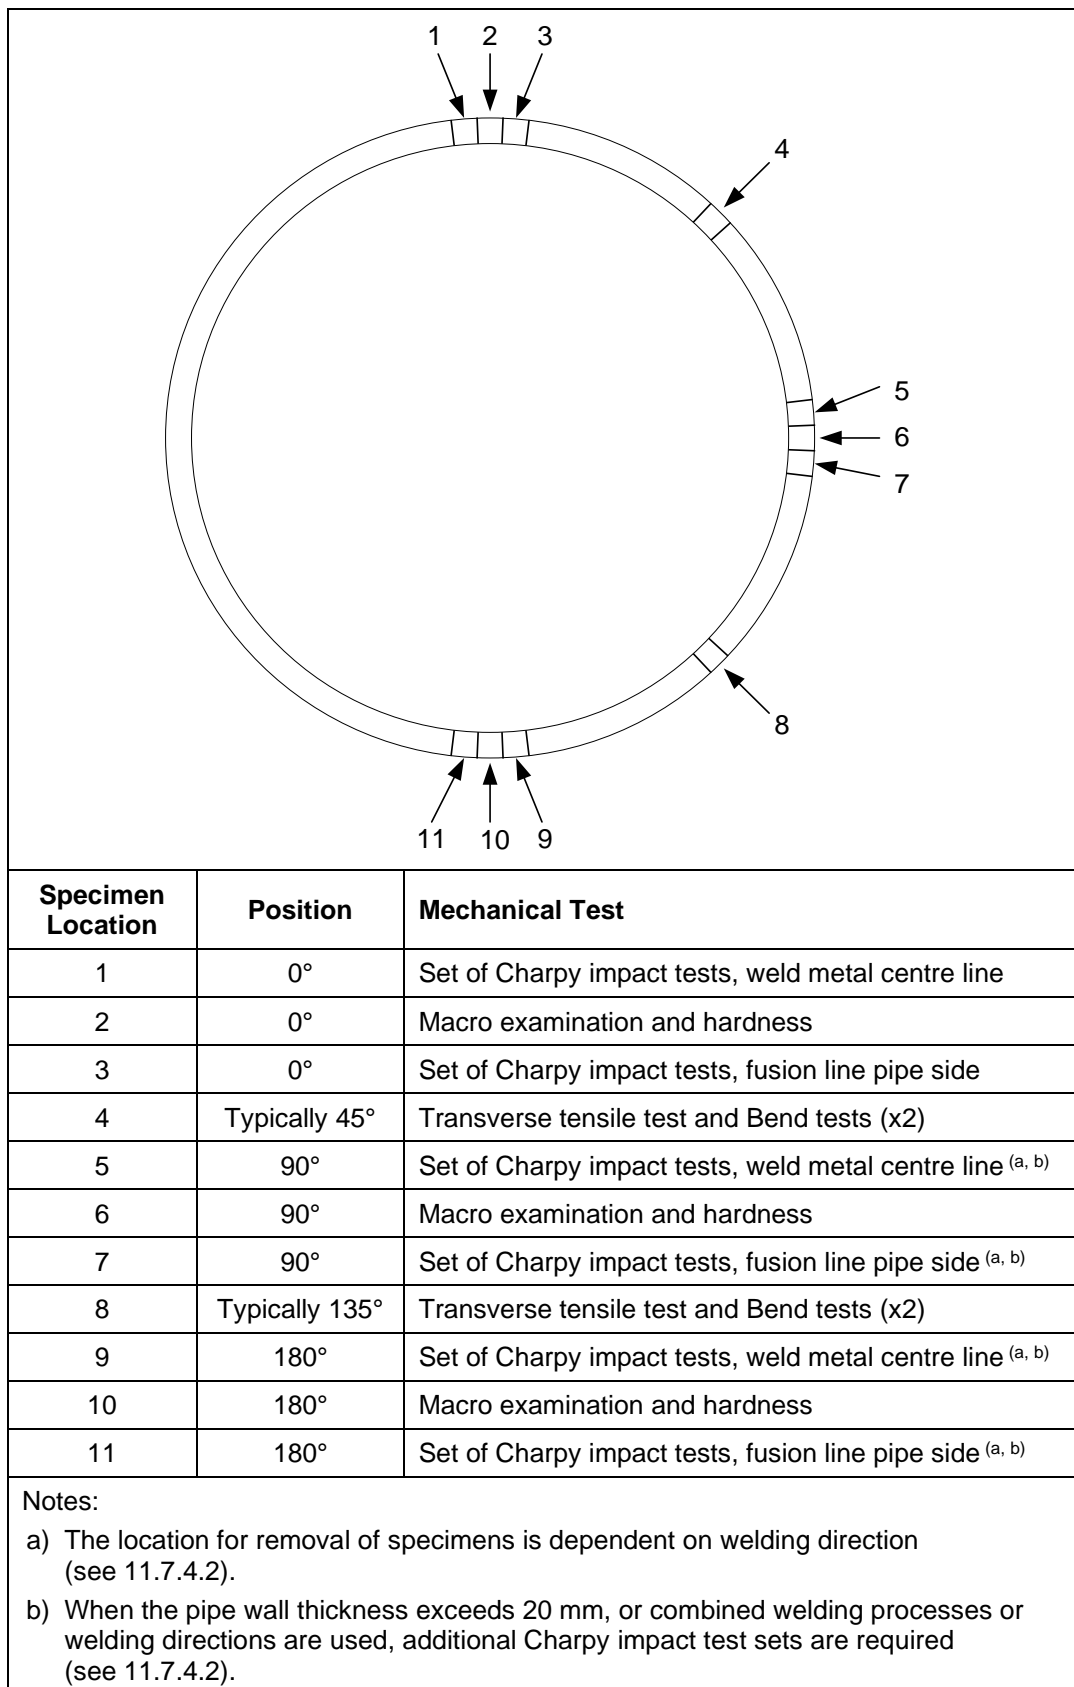 1 2 3
4
5
6
7
8
11 10 9
Specimen Location Position Mechanical Test
1 0° Set of Charpy impact tests, weld metal centre line
2 0° Macro examination and hardness
3 0° Set of Charpy impact tests, fusion line pipe side
4 Typically 45° Transverse tensile test and Bend tests (x2)
5 90° Set of Charpy impact tests, weld metal centre line (a, b)
6 90° Macro examination and hardness
7 90° Set of Charpy impact tests, fusion line pipe side (a, b)
8 Typically 135° Transverse tensile test and Bend tests (x2)
9 180° Set of Charpy impact tests, weld metal centre line (a, b)
10 180° Macro examination and hardness
11 180° Set of Charpy impact tests, fusion line pipe side (a, b)
Notes:
a) The location for removal of specimens is dependent on welding direction
(see 11.7.4.2).
b) When the pipe wall thickness exceeds 20 mm, or combined welding processes or
welding directions are used, additional Charpy impact test sets are required
(see 11.7.4.2).